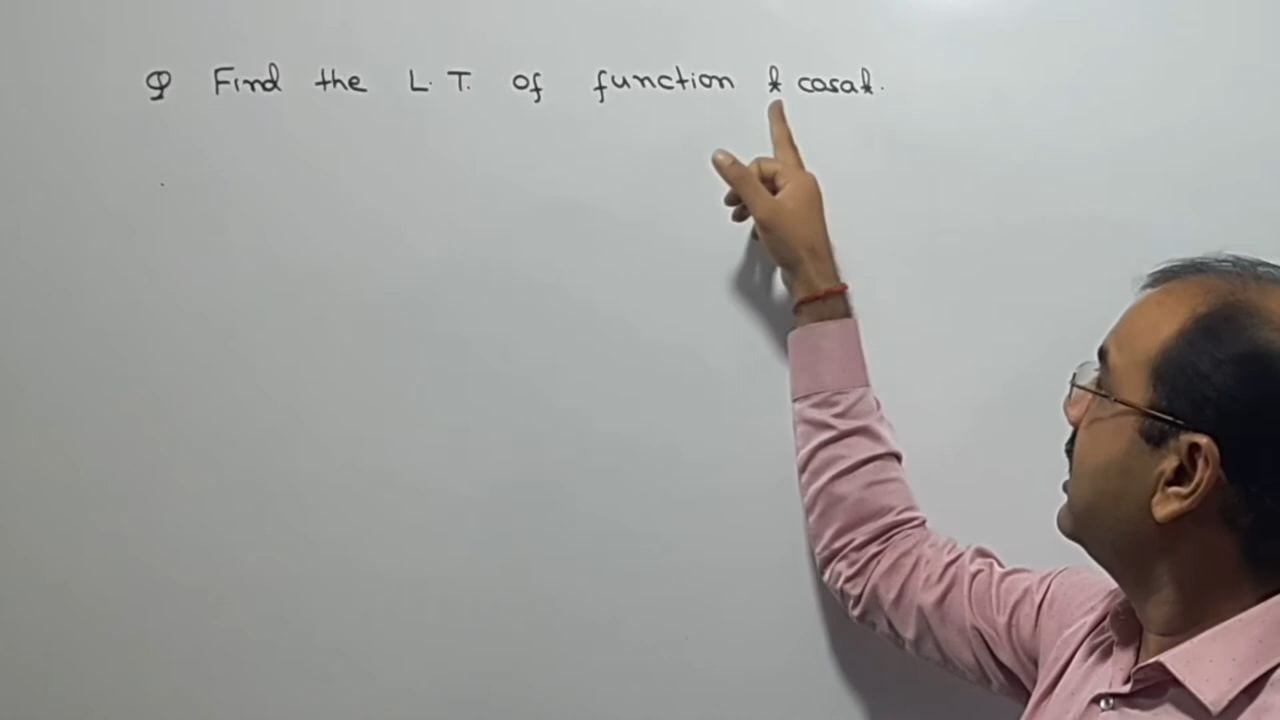 Q Find the L.T. of function t cosat.